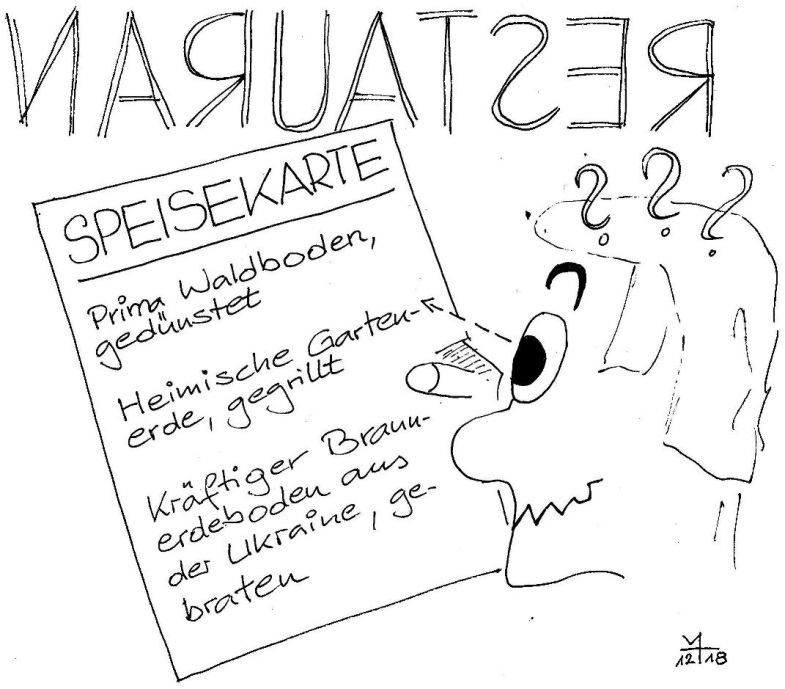 RESTAURAN
SPEISEKARTE
Prima Waldboden,
gedünstet
Heimische Garten-
erde, gegrillt
Kräftiger Braun-
erdeboden aus
der Ukraine, ge-
braten
? ? ?
12 18